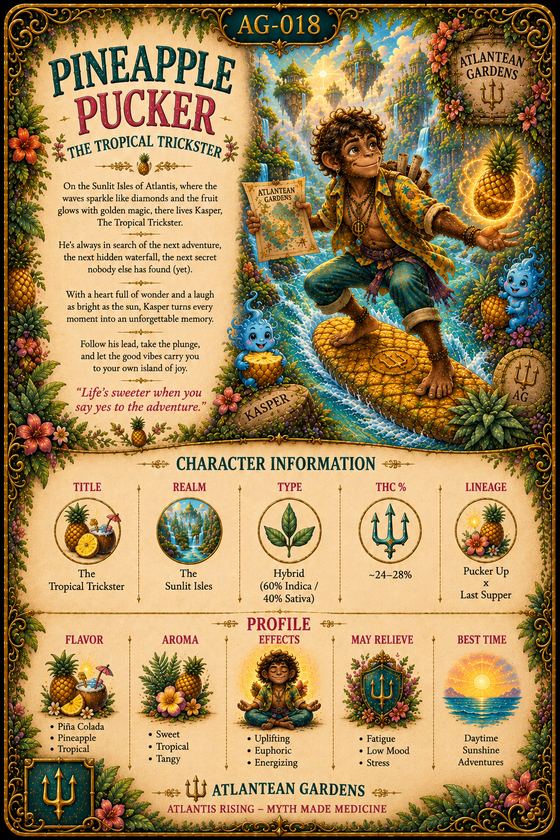 AG-018
PINEAPPLE
PUCKER
THE TROPICAL TRICKSTER
On the Sunlit Isles of Atlantis, where the
waves sparkle like diamonds and the fruit
glows with golden magic, there lives Kasper,
The Tropical Trickster.
He's always in search of the next adventure,
the next hidden waterfall, the next secret
nobody else has found (yet).
With a heart full of wonder and a laugh
as bright as the sun, Kasper turns every
moment into an unforgettable memory.
Follow his lead, take the plunge,
and let the good vibes carry you
to your own island of joy.
"Life's sweeter when you
say yes to the adventure."
ATLANTEAN
GARDENS
ATLANTEAN
GARDENS
KASPER
AG
CHARACTER INFORMATION
TITLE
The
Tropical Trickster
REALM
The
Sunlit Isles
TYPE
Hybrid
(60% Indica /
40% Sativa)
THC %
~24–28%
LINEAGE
Pucker Up
x
Last Supper
PROFILE
FLAVOR
• Piña Colada
• Pineapple
• Tropical
AROMA
• Sweet
• Tropical
• Tangy
EFFECTS
• Uplifting
• Euphoric
• Energizing
MAY RELIEVE
• Fatigue
• Low Mood
• Stress
BEST TIME
Daytime
Sunshine
Adventures
ATLANTEAN GARDENS
ATLANTIS RISING – MYTH MADE MEDICINE